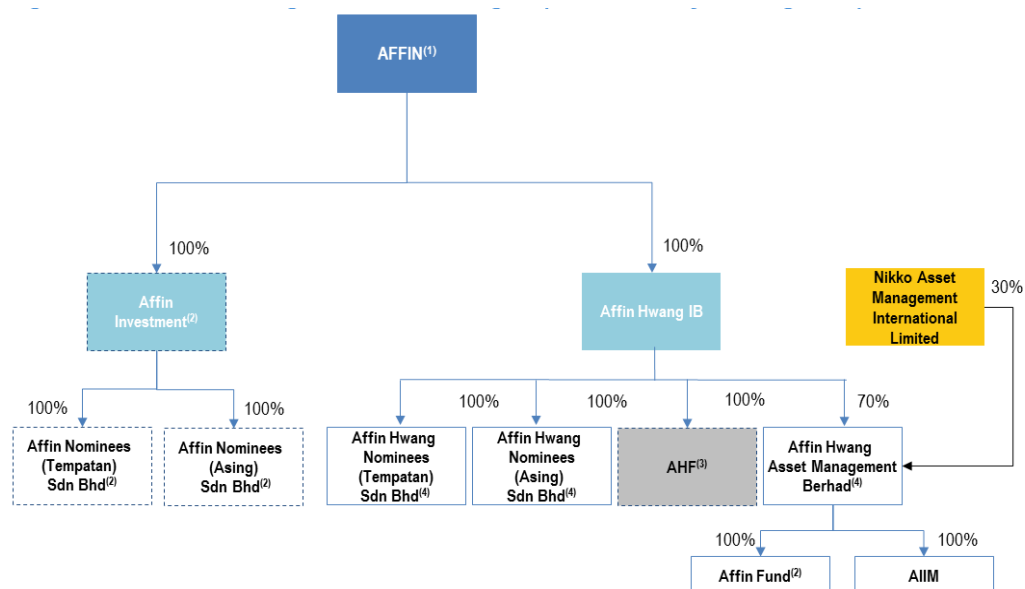 AFFIN(1)
100%
100%
Affin
Investment(2)
Affin Hwang IB
Nikko Asset
Management
International
Limited
30%
100%
100%
100%
100%
100%
70%
Affin Nominees
(Tempatan)
Sdn Bhd(2)
Affin Nominees
(Asing)
Sdn Bhd(2)
Affin Hwang
Nominees
(Tempatan)
Sdn Bhd(4)
Affin Hwang
Nominees
(Asing)
Sdn Bhd(4)
AHF(3)
Affin Hwang
Asset Management
Berhad(4)
100%
100%
Affin Fund(2)
AIIM